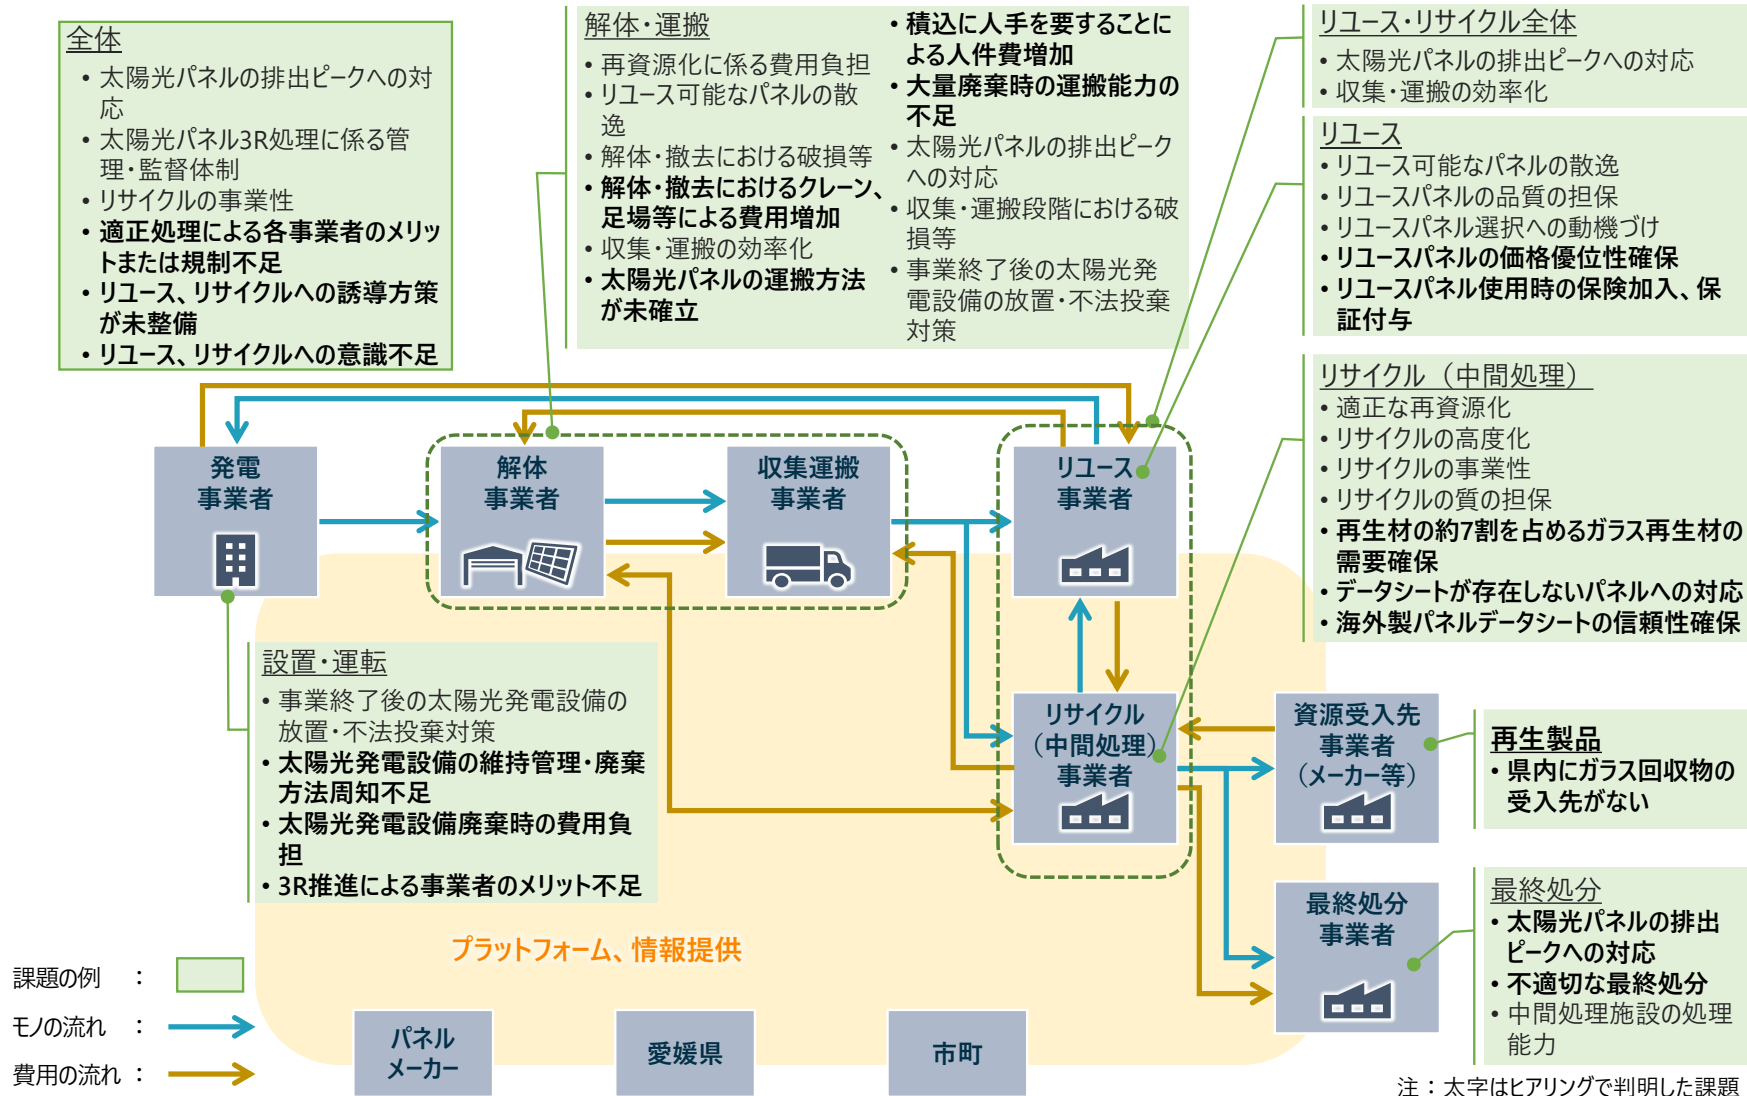 全体
• 太陽光パネルの排出ピークへの対
応
• 太陽光パネル3R処理に係る管
理・監督体制
• リサイクルの事業性
• 適正処理による各事業者のメリッ
トまたは規制不足
• リユース、リサイクルへの誘導方策
が未整備
• リユース、リサイクルへの意識不足
解体・運搬
• 再資源化に係る費用負担
• リユース可能なパネルの散
逸
• 解体・撤去における破損等
• 解体・撤去におけるクレーン、
足場等による費用増加
• 収集・運搬の効率化
• 太陽光パネルの運搬方法
が未確立
• 積込に人手を要することに
よる人件費増加
• 大量廃棄時の運搬能力の
不足
• 太陽光パネルの排出ピーク
への対応
• 収集・運搬段階における破
損等
• 事業終了後の太陽光発
電設備の放置・不法投棄
対策
リユース・リサイクル全体
• 太陽光パネルの排出ピークへの対応
• 収集・運搬の効率化
リユース
• リユース可能なパネルの散逸
• リユースパネルの品質の担保
• リユースパネル選択への動機づけ
• リユースパネルの価格優位性確保
• リユースパネル使用時の保険加入、保
証付与
リサイクル（中間処理）
• 適正な再資源化
• リサイクルの高度化
• リサイクルの事業性
• リサイクルの質の担保
• 再生材の約7割を占めるガラス再生材の
需要確保
• データシートが存在しないパネルへの対応
• 海外製パネルデータシートの信頼性確保
発電
事業者
解体
事業者
収集運搬
事業者
リユース
事業者
設置・運転
• 事業終了後の太陽光発電設備の
放置・不法投棄対策
• 太陽光発電設備の維持管理・廃棄
方法周知不足
• 太陽光発電設備廃棄時の費用負
担
• 3R推進による事業者のメリット不足
リサイクル
（中間処理）
事業者
資源受入先
事業者
（メーカー等）
再生製品
• 県内にガラス回収物の
受入先がない
最終処分
事業者
最終処分
• 太陽光パネルの排出
ピークへの対応
• 不適切な最終処分
• 中間処理施設の処理
能力
プラットフォーム、情報提供
課題の例　：
モノの流れ　：
費用の流れ　：
パネル
メーカー
愛媛県
市町
注：太字はヒアリングで判明した課題